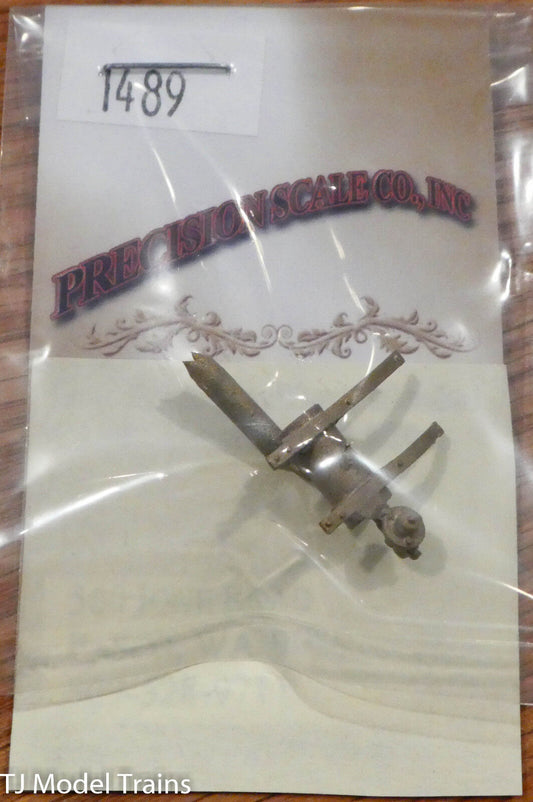 1489
PRECISION SCALE CO., INC
TJ Model Trains